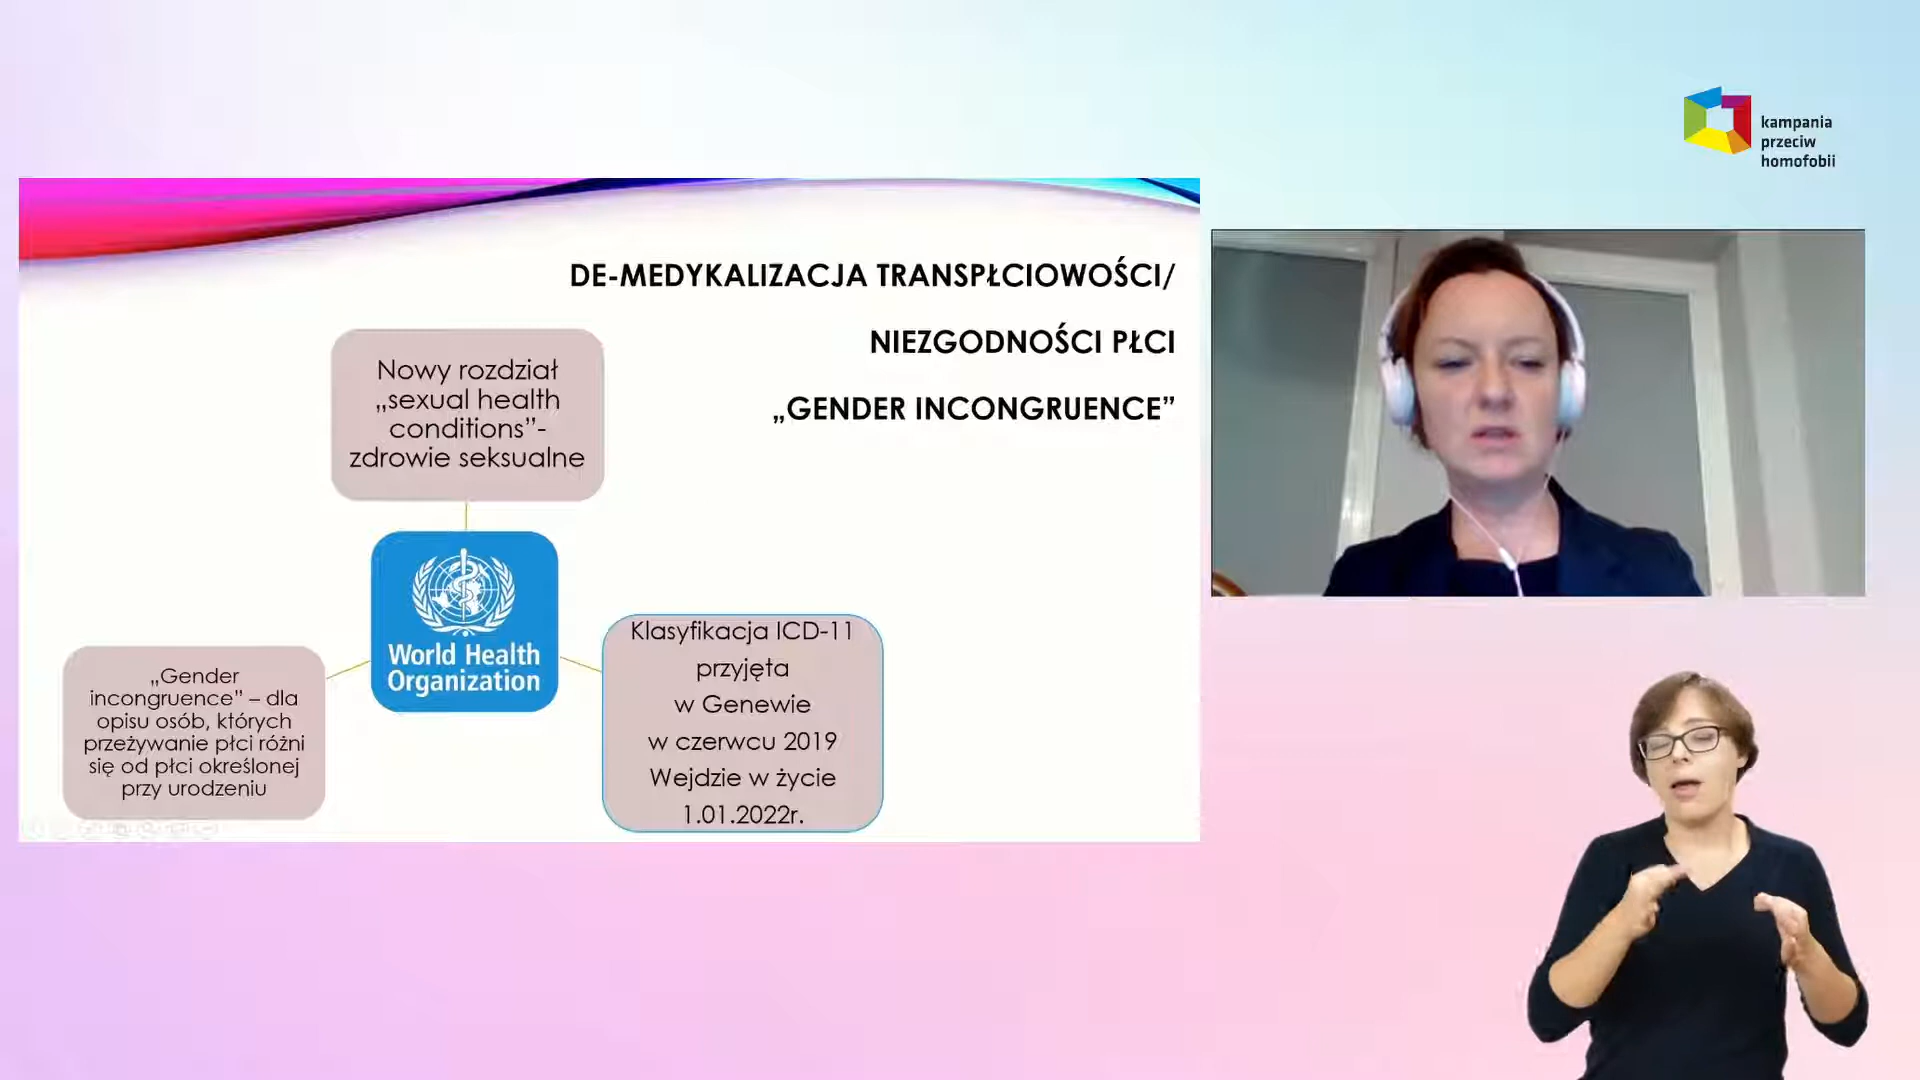 kampania
przeciw
homofobii
DE-MEDYKALIZACJA TRANSPŁCIOWOŚCI/
NIEZGODNOŚCI PŁCI
„GENDER INCONGRUENCE”
Nowy rozdział
„sexual health
conditions”-
zdrowie seksualne
World Health
Organization
„Gender
incongruence” – dla
opisu osób, których
przeżywanie płci różni
się od płci określonej
przy urodzeniu
Klasyfikacja ICD-11
przyjęta
w Genewie
w czerwcu 2019
Wejdzie w życie
1.01.2022r.